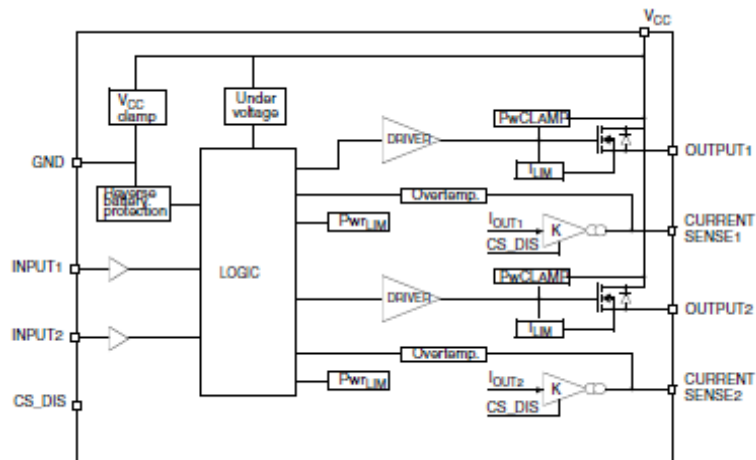 VCC
VCC
clamp
Under
voltage
PwCLAMP
DRIVER
OUTPUT1
GND
ILIM
Reverse
battery
protection
Overtemp.
IOUT1
K
CURRENT
SENSE1
PwrLIM
CS_DIS
INPUT1
LOGIC
PwCLAMP
DRIVER
OUTPUT2
INPUT2
ILIM
Overtemp.
IOUT2
K
CURRENT
SENSE2
PwrLIM
CS_DIS
CS_DIS